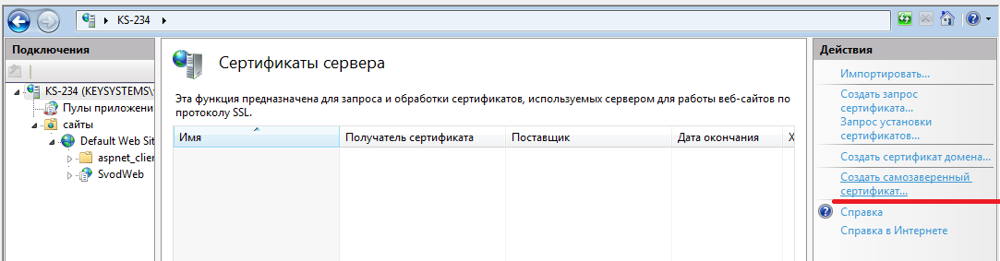 KS-234
Подключения
KS-234 (KEYSYSTEMS\
Пулы приложени
сайты
Default Web Sit
aspnet_clier
SvodWeb
Сертификаты сервера
Эта функция предназначена для запроса и обработки сертификатов, используемых сервером для работы веб-сайтов по
протоколу SSL.
Имя Получатель сертификата Поставщик Дата окончания Х
Действия
Импортировать...
Создать запрос
сертификата...
Запрос установки
сертификатов...
Создать сертификат домена...
Создать самозаверенный
сертификат...
Справка
Справка в Интернете